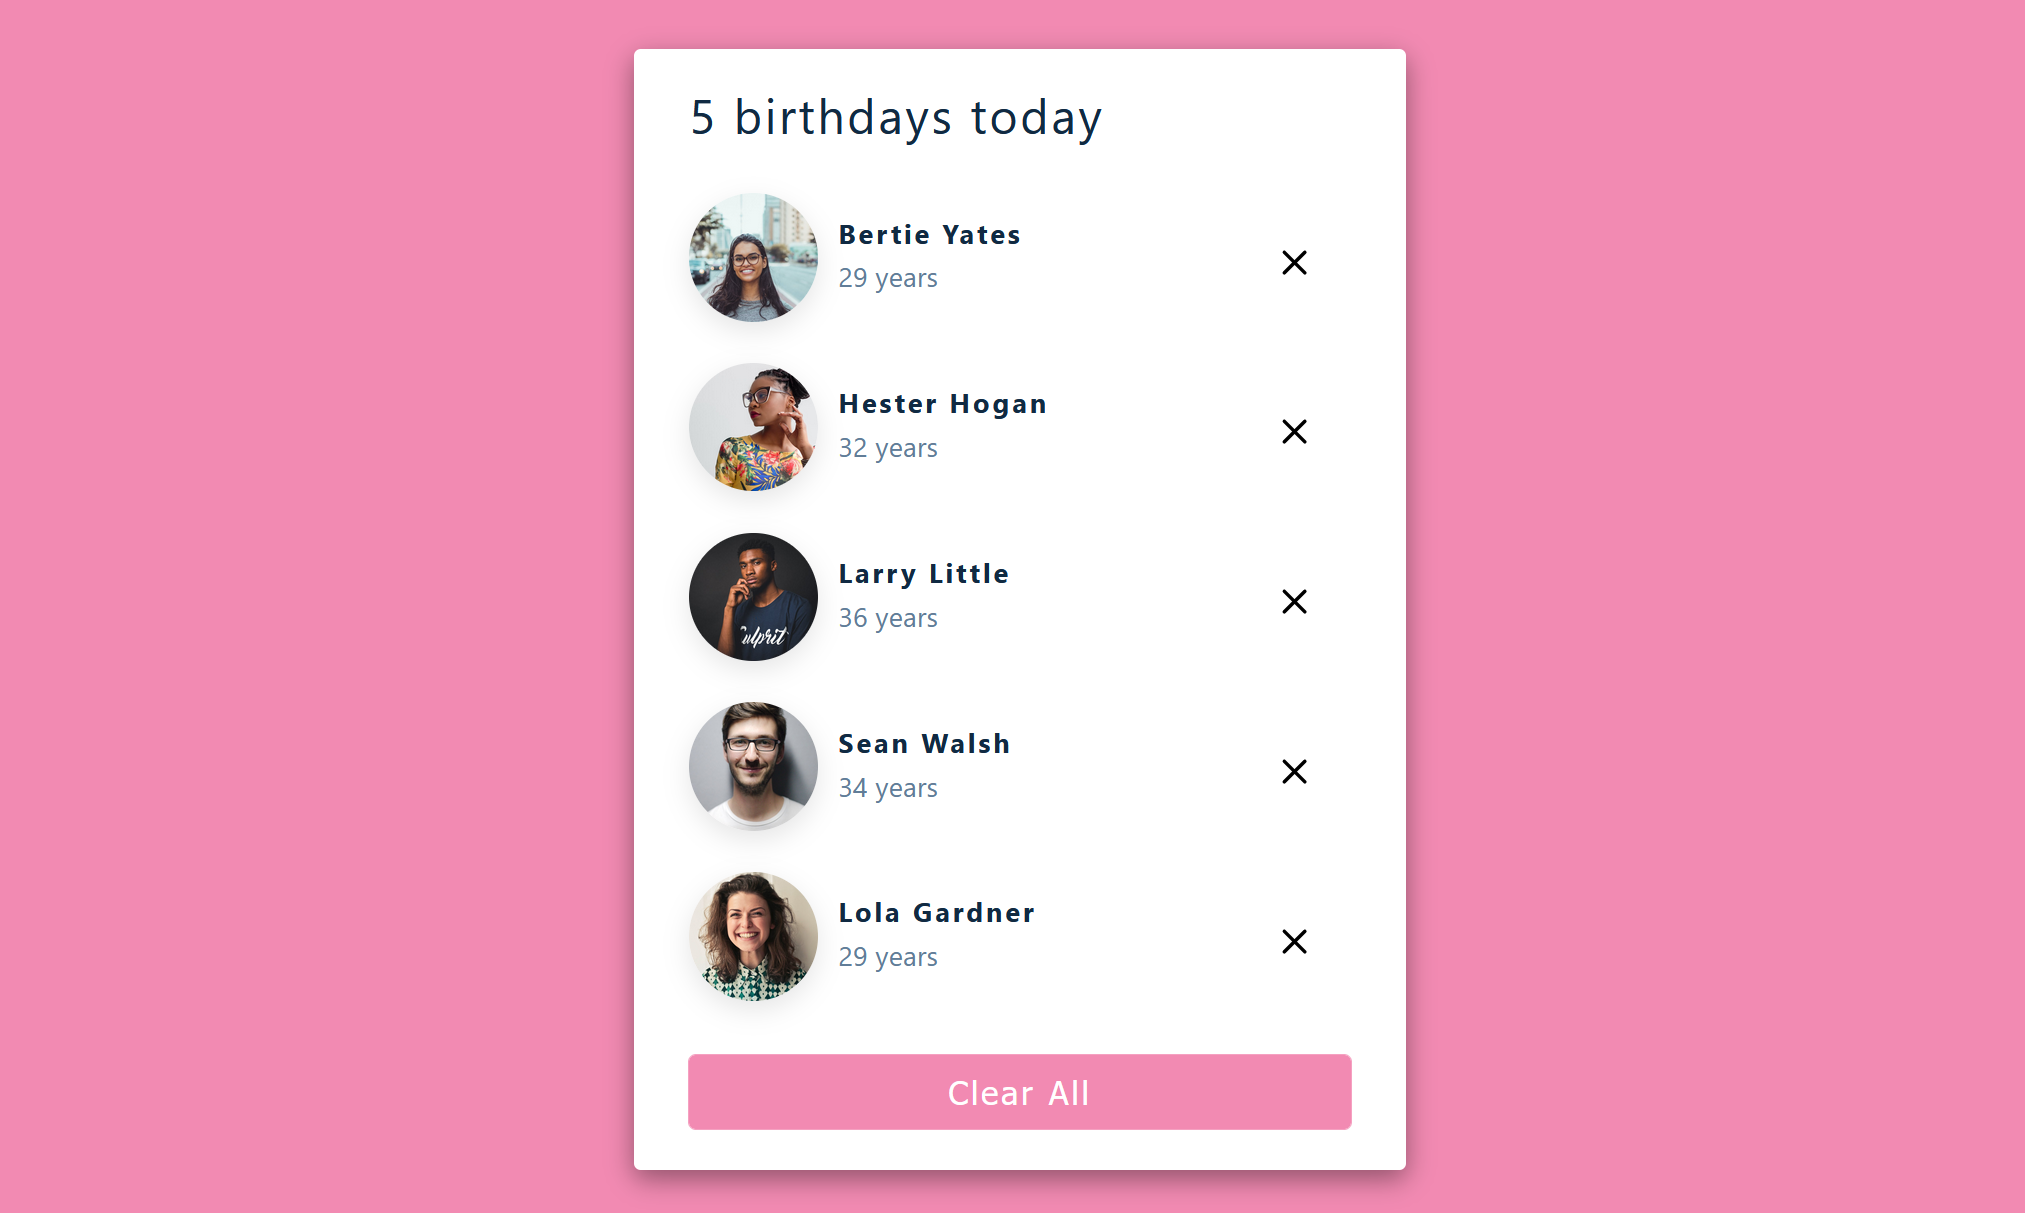 5 birthdays today
Bertie Yates
29 years
Hester Hogan
32 years
Larry Little
36 years
Culprit
Sean Walsh
34 years
Lola Gardner
29 years
Clear All